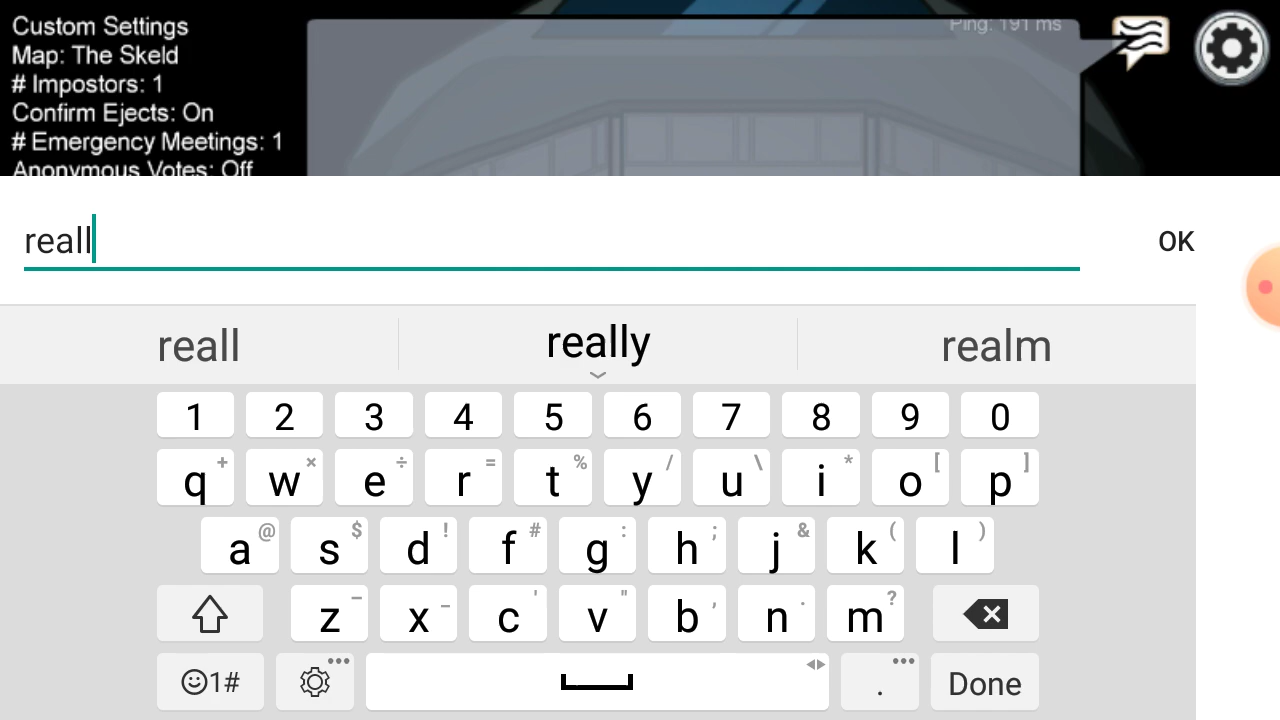 Custom Settings
Map: The Skeld
# Impostors: 1
Confirm Ejects: On
# Emergency Meetings: 1
Anonymous Votes: Off
Ping: 191 ms
reall
OK
reall really realm
1 2 3 4 5 6 7 8 9 0
q + w × e ÷ r = t % y / u \ i * o [ p ]
a @ s $ d ! f # g : h ; j & k ( l )
z – x _ c ' v " b , n . m ?
1# . Done